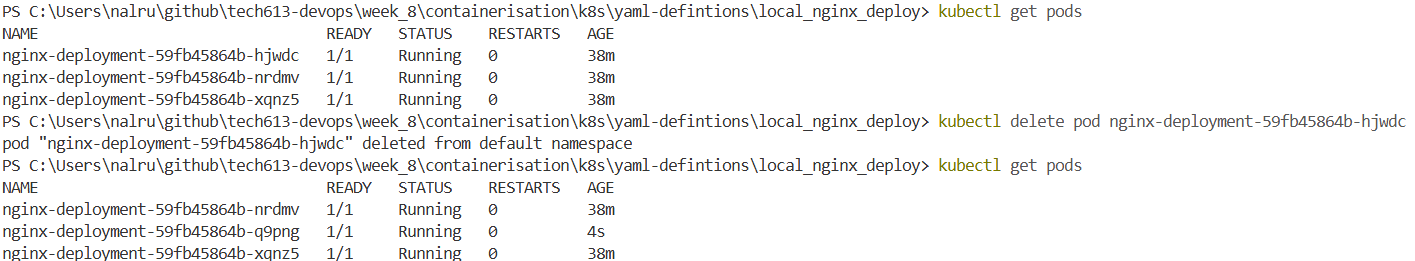 PS C:\Users\nalru\github\tech613-devops\week_8\containerisation\k8s\yaml-defintions\local_nginx_deploy> kubectl get pods
NAME READY STATUS RESTARTS AGE
nginx-deployment-59fb45864b-hjwdc 1/1 Running 0 38m
nginx-deployment-59fb45864b-nrdmv 1/1 Running 0 38m
nginx-deployment-59fb45864b-xqnz5 1/1 Running 0 38m
PS C:\Users\nalru\github\tech613-devops\week_8\containerisation\k8s\yaml-defintions\local_nginx_deploy> kubectl delete pod nginx-deployment-59fb45864b-hjwdc
pod "nginx-deployment-59fb45864b-hjwdc" deleted from default namespace
PS C:\Users\nalru\github\tech613-devops\week_8\containerisation\k8s\yaml-defintions\local_nginx_deploy> kubectl get pods
NAME READY STATUS RESTARTS AGE
nginx-deployment-59fb45864b-nrdmv 1/1 Running 0 38m
nginx-deployment-59fb45864b-q9png 1/1 Running 0 4s
nginx-deployment-59fb45864b-xqnz5 1/1 Running 0 38m